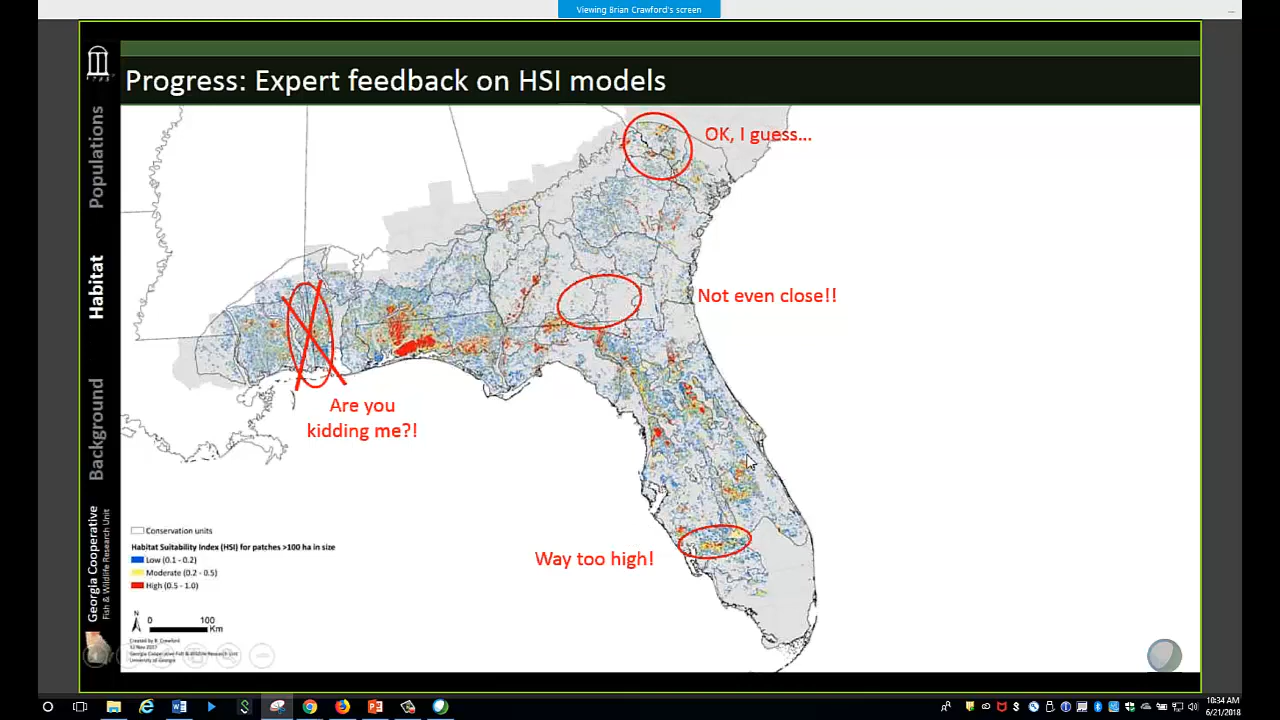 Viewing Brian Crawford's screen
Progress: Expert feedback on HSI models
Populations
Habitat
Background
Georgia Cooperative
Fish & Wildlife Research Unit
OK, I guess...
Not even close!!
Are you
kidding me?!
Way too high!
Conservation units
Habitat Suitability Index (HSI) for patches >100 ha in size
Low (0.1 - 0.2)
Moderate (0.2 - 0.5)
High (0.5 - 1.0)
N
0 100
Km
Created by B. Crawford
Georgia Cooperative Fish & Wildlife Research Unit
University of Georgia
10:34 AM
6/21/2018